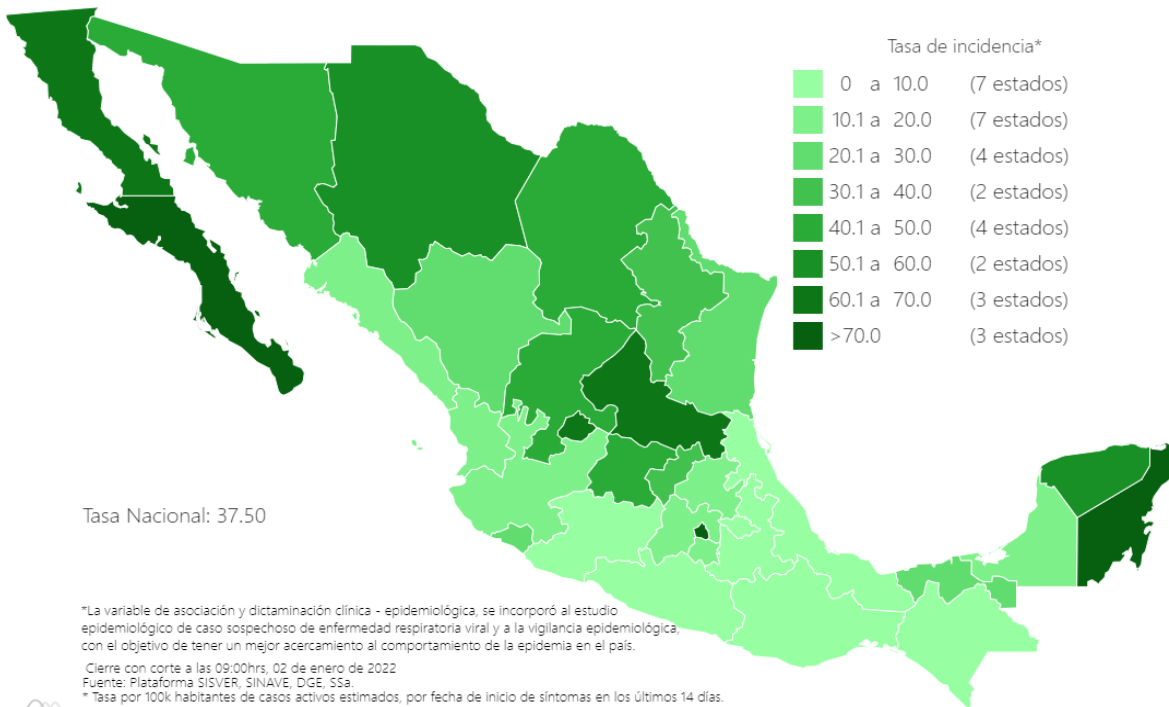 Tasa de incidencia*
0 a 10.0 (7 estados)
10.1 a 20.0 (7 estados)
20.1 a 30.0 (4 estados)
30.1 a 40.0 (2 estados)
40.1 a 50.0 (4 estados)
50.1 a 60.0 (2 estados)
60.1 a 70.0 (3 estados)
>70.0 (3 estados)
Tasa Nacional: 37.50
*La variable de asociación y dictaminación clínica - epidemiológica, se incorporó al estudio
epidemiológico de caso sospechoso de enfermedad respiratoria viral y a la vigilancia epidemiológica,
con el objetivo de tener un mejor acercamiento al comportamiento de la epidemia en el país.
Cierre con corte a las 09:00hrs, 02 de enero de 2022
Fuente: Plataforma SISVER, SINAVE, DGE, SSa.
* Tasa por 100k habitantes de casos activos estimados, por fecha de inicio de síntomas en los últimos 14 días.